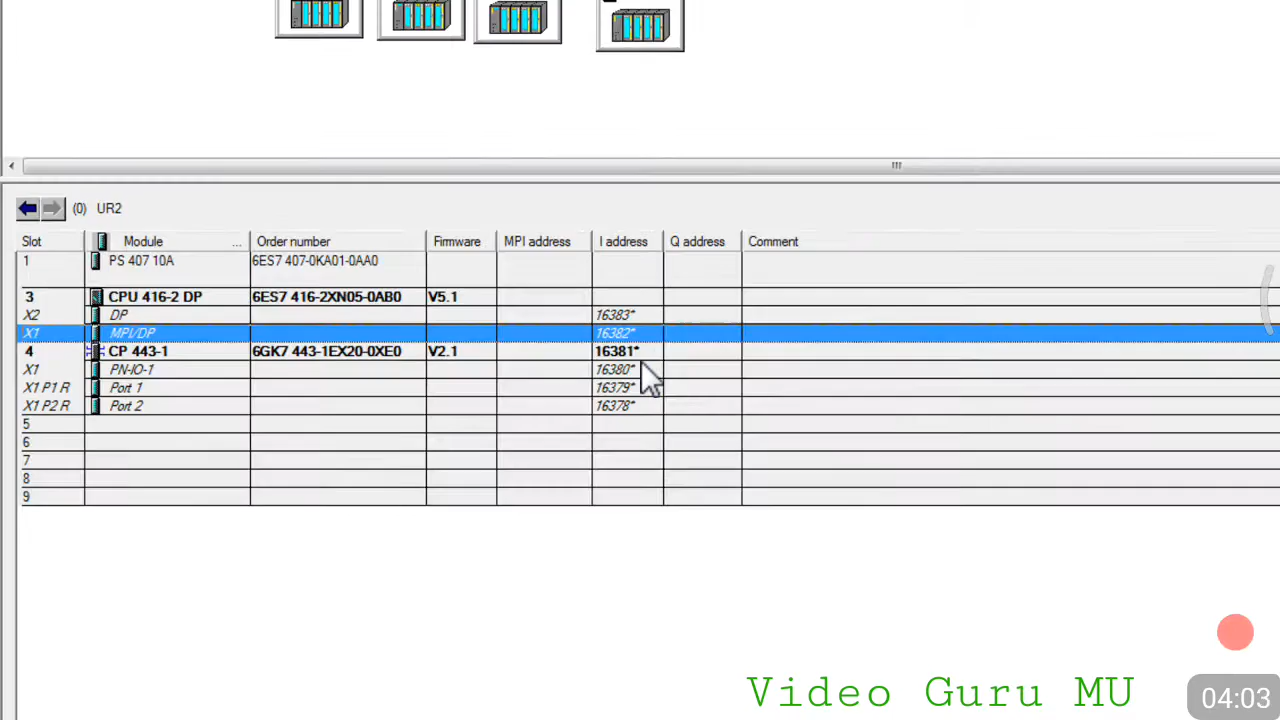 (0) UR2
Slot Module ... Order number Firmware MPI address I address Q address Comment
1 PS 407 10A 6ES7 407-0KA01-0AA0
3 CPU 416-2 DP 6ES7 416-2XN05-0AB0 V5.1
X2 DP 16383*
X1 MPI/DP 16382*
4 CP 443-1 6GK7 443-1EX20-0XE0 V2.1 16381*
X1 PN-IO-1 16380*
X1 P1 R Port 1 16379*
X1 P2 R Port 2 16378*
5
6
7
8
9
Video Guru MU
04:03